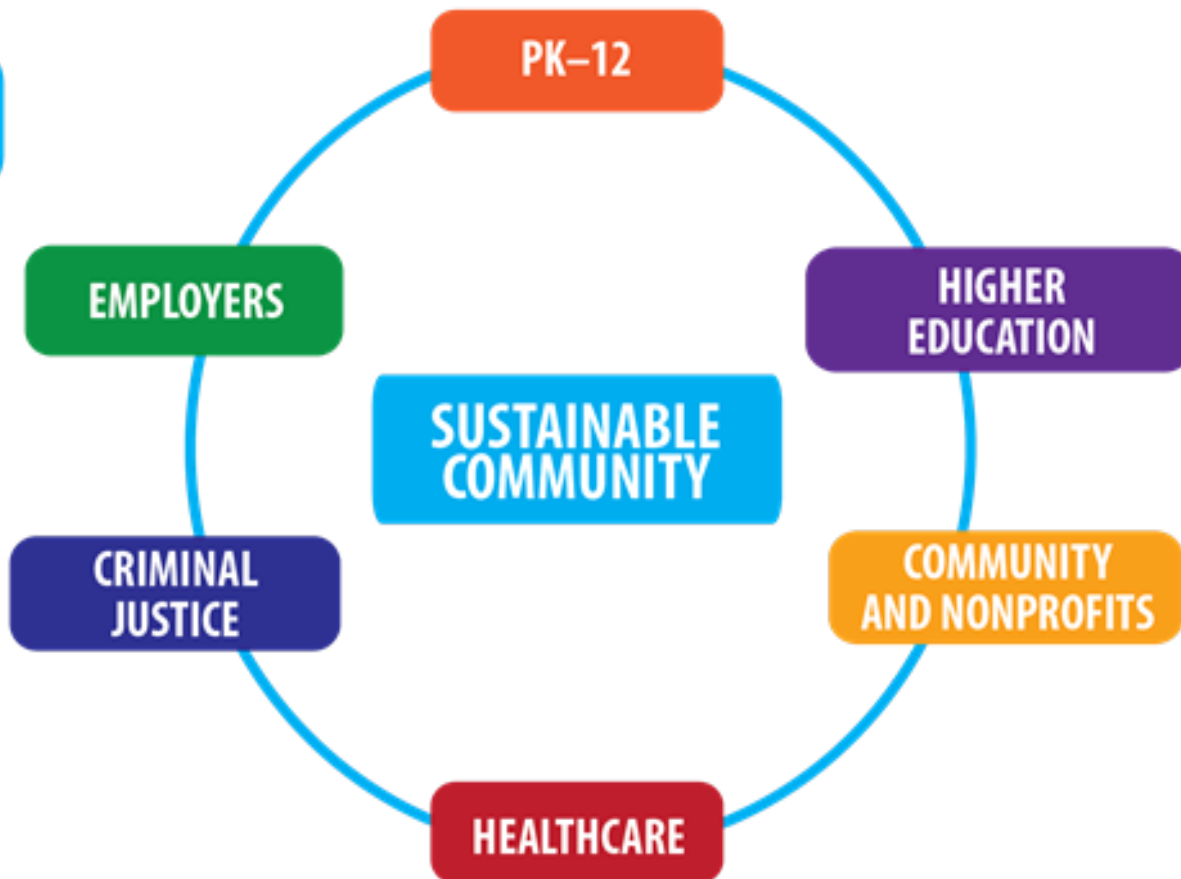 PK–12
EMPLOYERS
HIGHER
EDUCATION
SUSTAINABLE
COMMUNITY
CRIMINAL
JUSTICE
COMMUNITY
AND NONPROFITS
HEALTHCARE